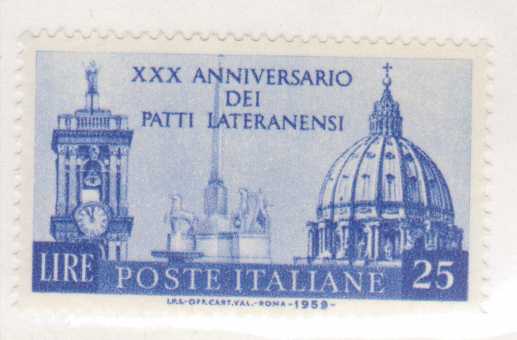 XXX ANNIVERSARIO
DEI
PATTI LATERANENSI
LIRE POSTE ITALIANE 25
I.P.S.-OFF.CART.VAL.-ROMA-1959-